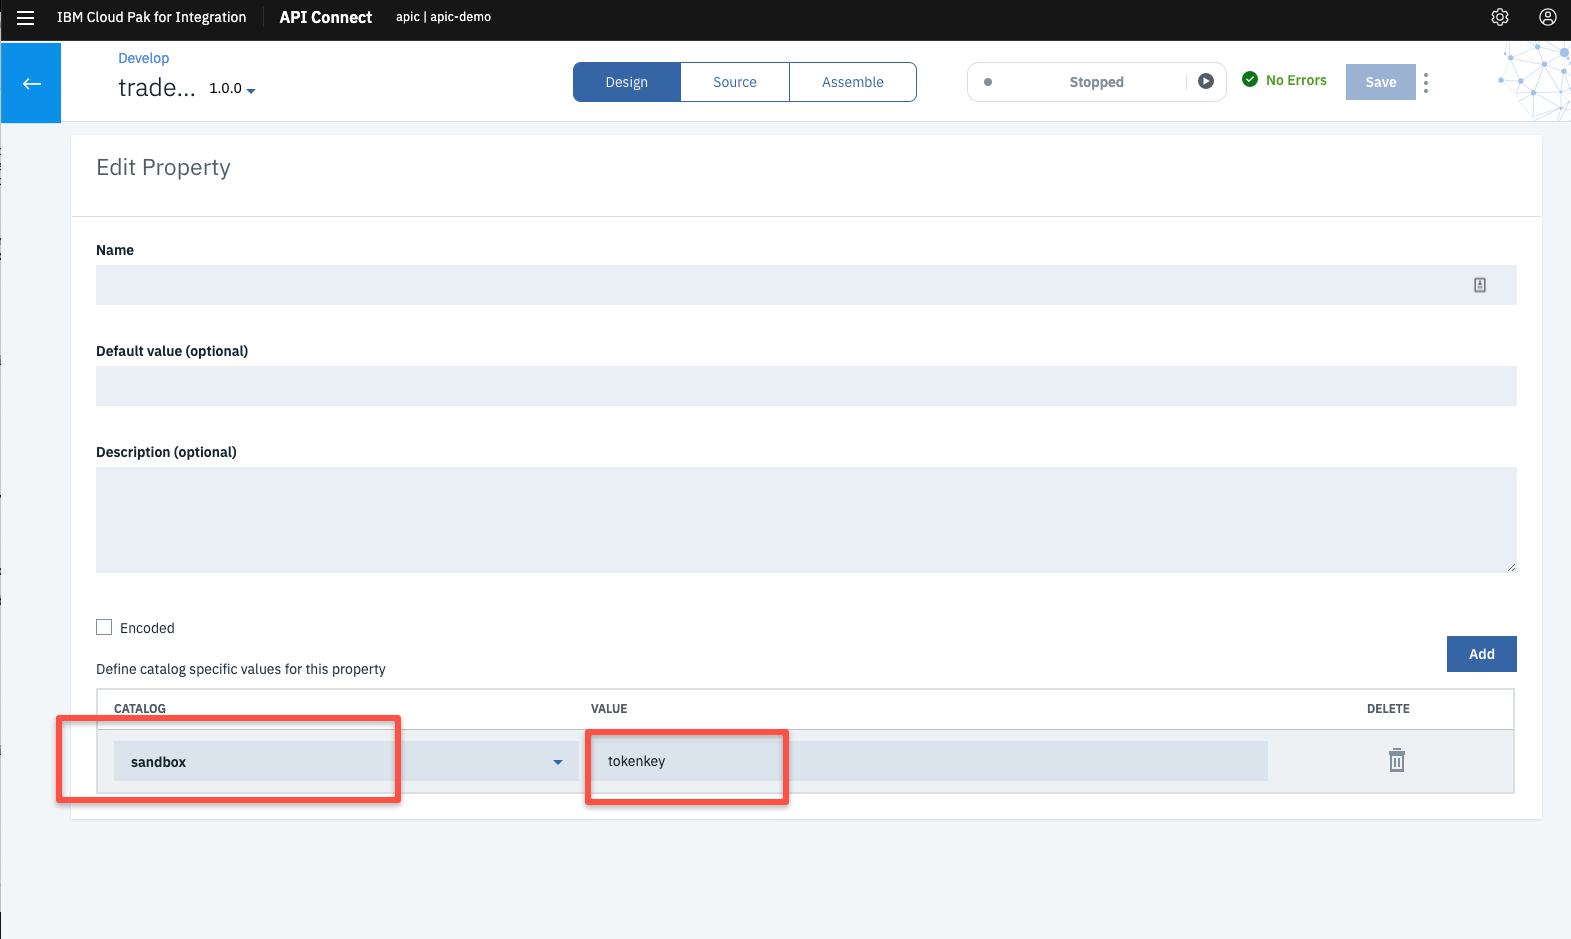 IBM Cloud Pak for Integration API Connect apic | apic-demo
Develop
trade... 1.0.0
Design Source Assemble
Stopped
No Errors
Save
Edit Property
Name
Default value (optional)
Description (optional)
Encoded
Add
Define catalog specific values for this property
CATALOG VALUE DELETE
sandbox tokenkey